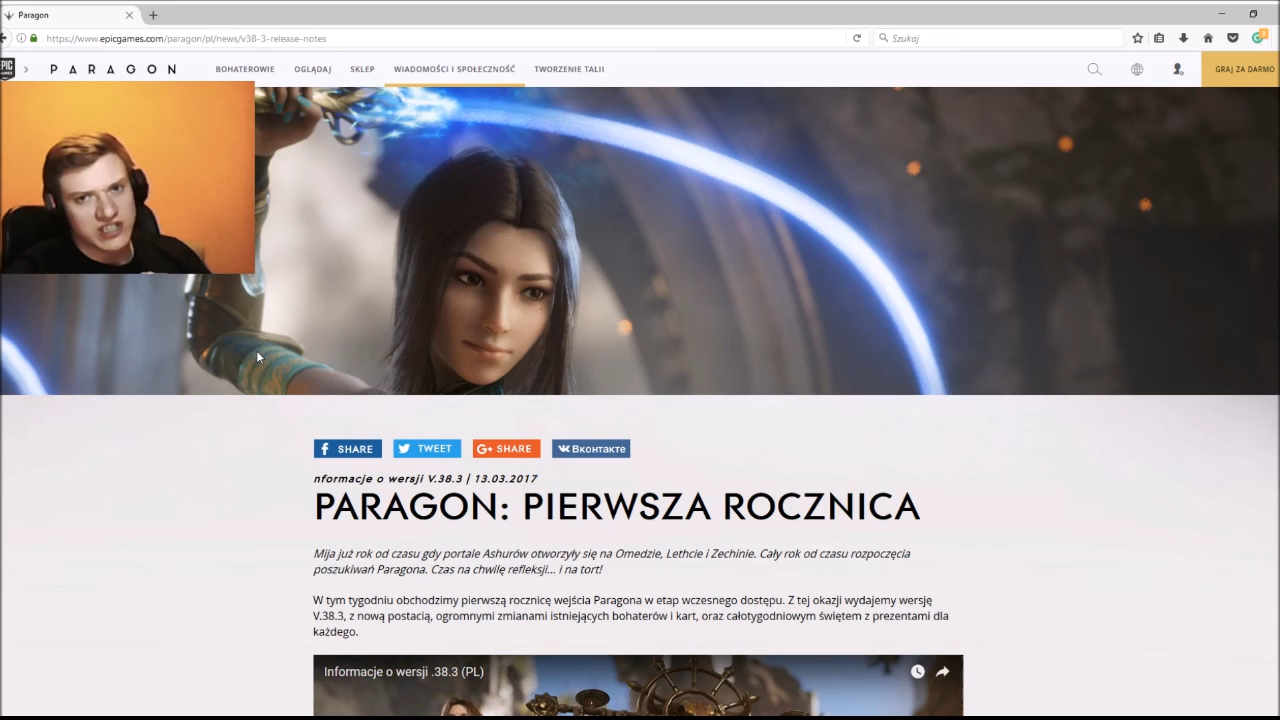 Paragon
https://www.epicgames.com/paragon/pl/news/v38-3-release-notes
Szukaj
EPIC GAMES
PARAGON
BOHATEROWIE
OGLĄDAJ
SKLEP
WIADOMOŚCI I SPOŁECZNOŚĆ
TWORZENIE TALII
GRAJ ZA DARMO
SHARE
TWEET
G+ SHARE
Вконтакте
nformacje o wersji V.38.3 | 13.03.2017
PARAGON: PIERWSZA ROCZNICA
Mija już rok od czasu gdy portale Ashurów otworzyły się na Omedzie, Lethcie i Zechinie. Cały rok od czasu rozpoczęcia
poszukiwań Paragona. Czas na chwilę refleksji... i na tort!
W tym tygodniu obchodzimy pierwszą rocznicę wejścia Paragona w etap wczesnego dostępu. Z tej okazji wydajemy wersję
V.38.3, z nową postacią, ogromnymi zmianami istniejących bohaterów i kart, oraz całotygodniowym świętem z prezentami dla
każdego.
Informacje o wersji .38.3 (PL)